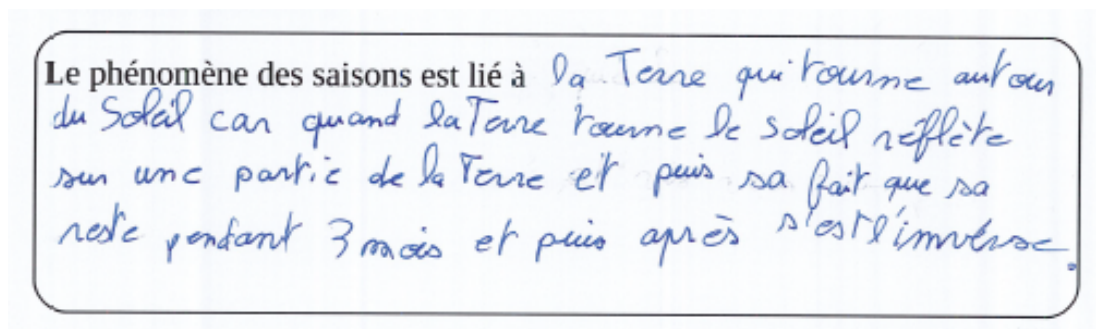 Le phénomène des saisons est lié à la Terre qui tourne autour
du Soleil car quand la Terre tourne le soleil réflète
sur une partie de la Terre et puis sa fait que sa
reste pendant 3 mois et puis après s'est l'inverse.